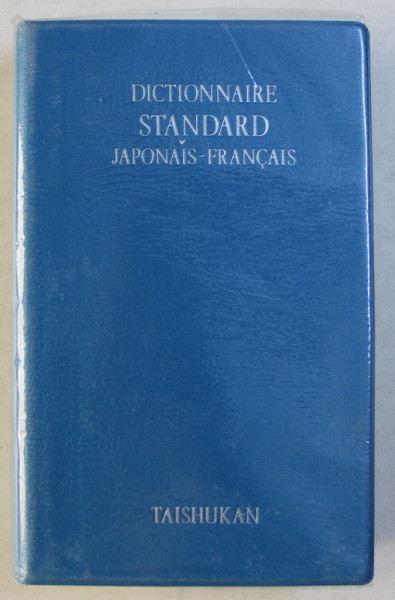 DICTIONNAIRE
STANDARD
JAPONAIS-FRANÇAIS
TAISHUKAN